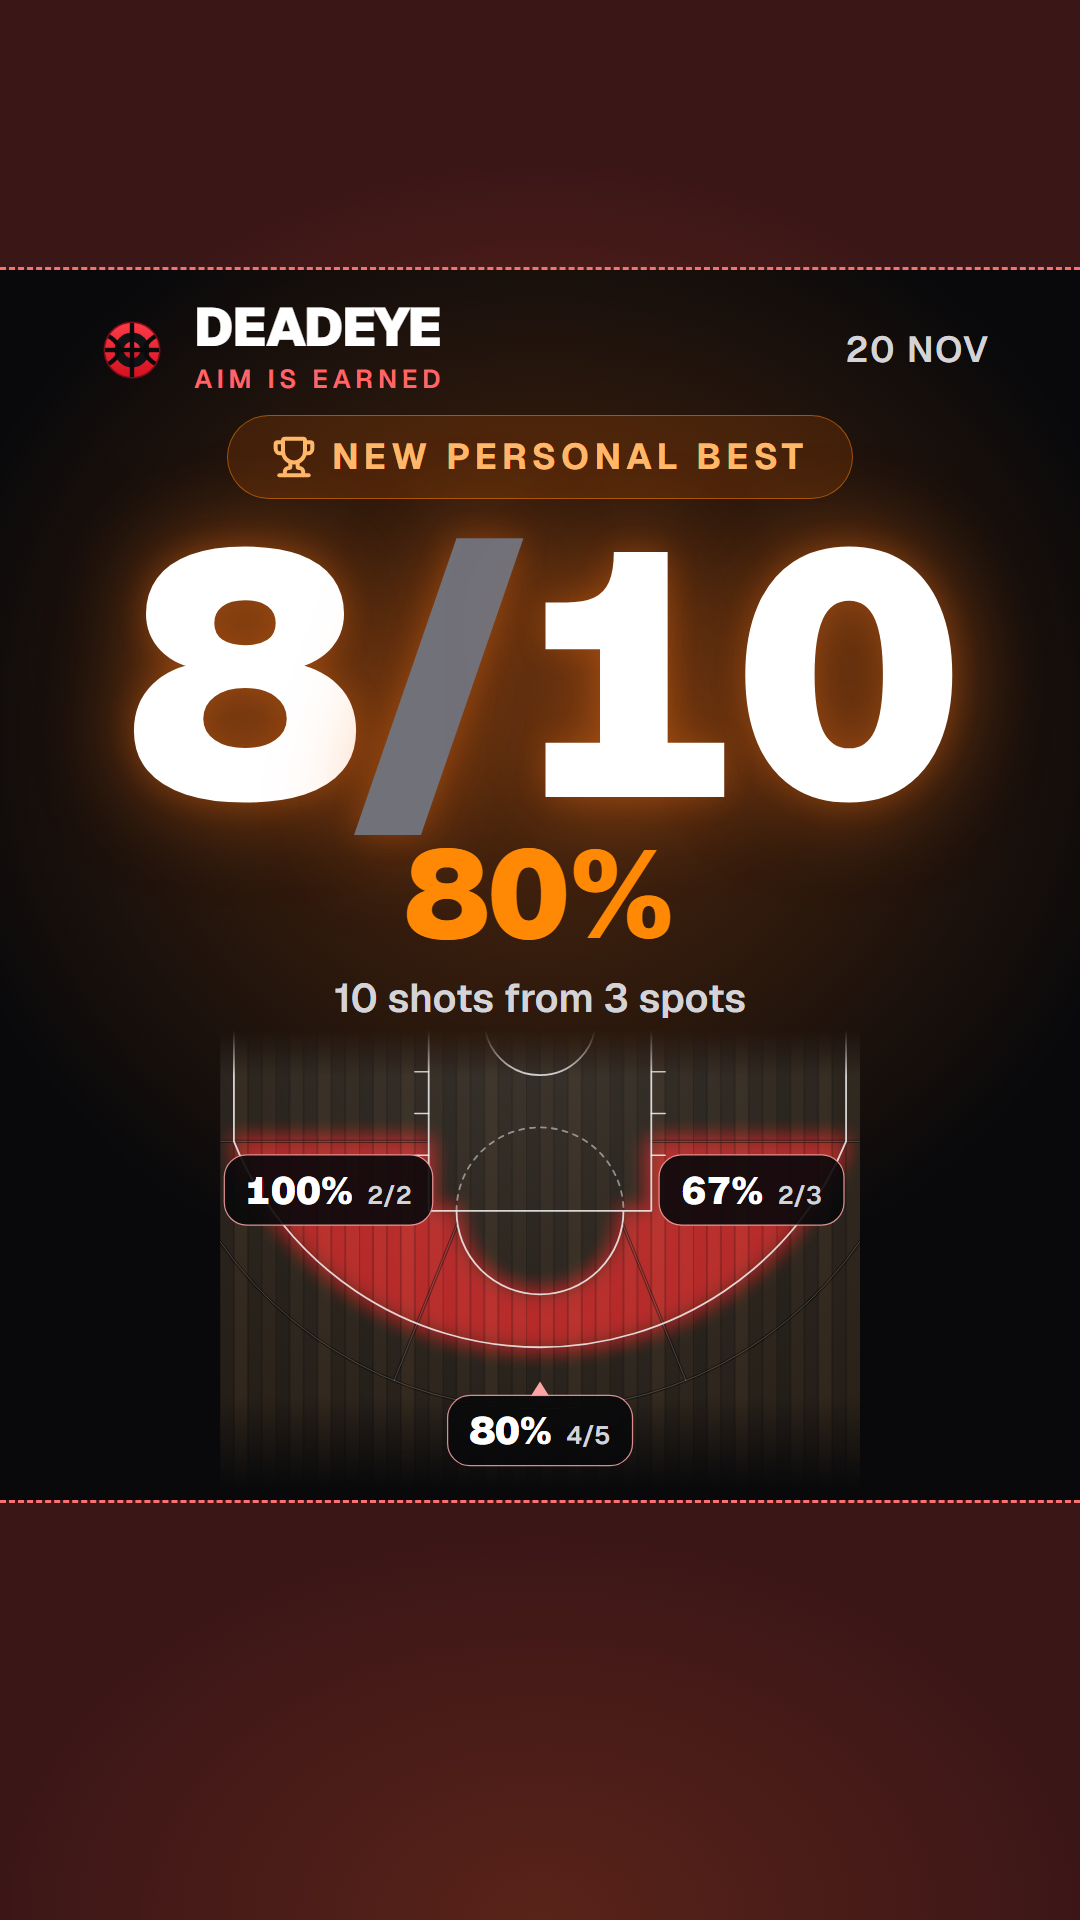 DEADEYE
AIM IS EARNED
20 NOV
NEW PERSONAL BEST
8/10
80%
10 shots from 3 spots
100% 2/2
67% 2/3
80% 4/5